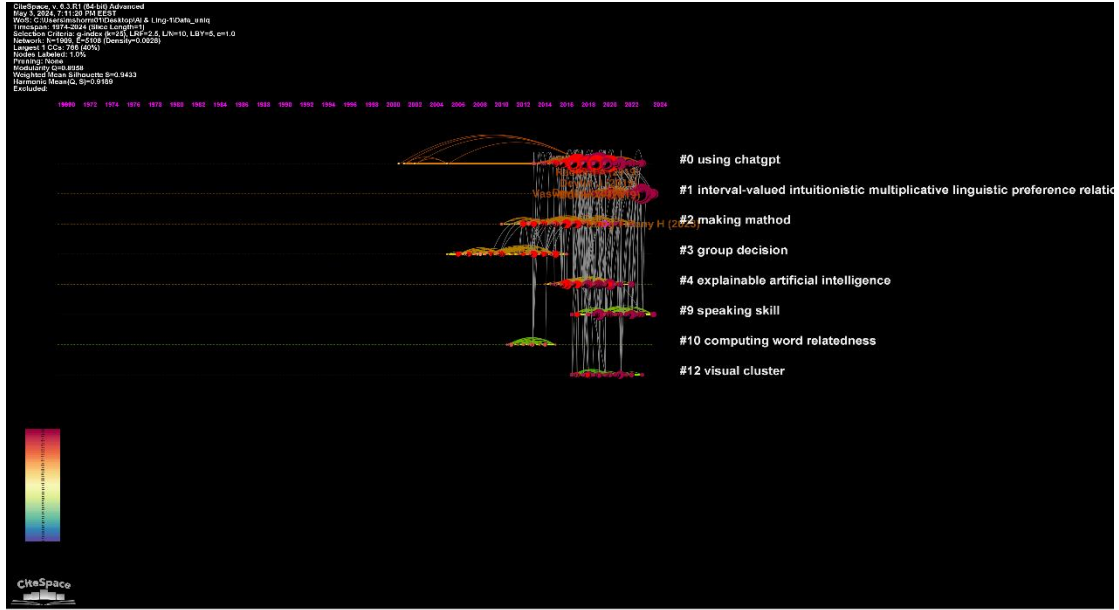 CiteSpace, v. 6.3.R1 (64-bit) Advanced
May 3, 2024, 7:11:20 PM EEST
WoS: C:\Users\mshorm01\Desktop\AI & Ling-1\Data_uniq
Timespan: 1974-2024 (Slice Length=1)
Selection Criteria: g-index (k=25), LRF=2.5, L/N=10, LBY=5, e=1.0
Network: N=1909, E=5108 (Density=0.0028)
Largest 1 CCs: 766 (40%)
Nodes Labeled: 1.0%
Pruning: None
Modularity Q=0.8958
Weighted Mean Silhouette S=0.9433
Harmonic Mean(Q, S)=0.9189
Excluded:
1972 1974 1976 1978 1980 1982 1984 1986 1988 1990 1992 1994 1996 1998 2000 2002 2004 2006 2008 2010 2012 2014 2016 2018 2020 2022 2024
#0 using chatgpt
#1 interval-valued intuitionistic multiplicative linguistic preference relatio
#2 making mathod
#3 group decision
#4 explainable artificial intelligence
#9 speaking skill
#10 computing word relatedness
#12 visual cluster
CiteSpace